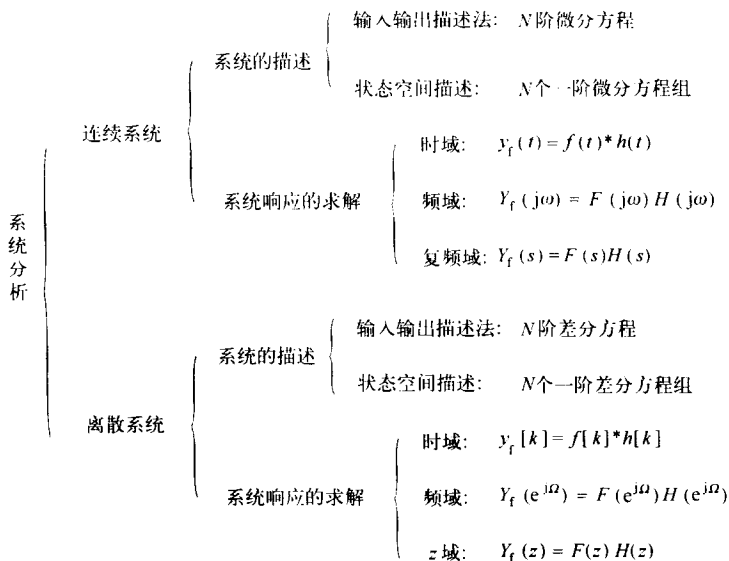 输入输出描述法: N阶微分方程
系统的描述
状态空间描述: N个一阶微分方程组
连续系统
时域: y_f(t) = f(t)*h(t)
系统响应的求解
频域: Y_f(jω) = F(jω)H(jω)
复频域: Y_f(s) = F(s)H(s)
系统分析
输入输出描述法: N阶差分方程
系统的描述
状态空间描述: N个一阶差分方程组
离散系统
时域: y_f[k] = f[k]*h[k]
系统响应的求解
频域: Y_f(e^{jΩ}) = F(e^{jΩ})H(e^{jΩ})
z域: Y_f(z) = F(z)H(z)